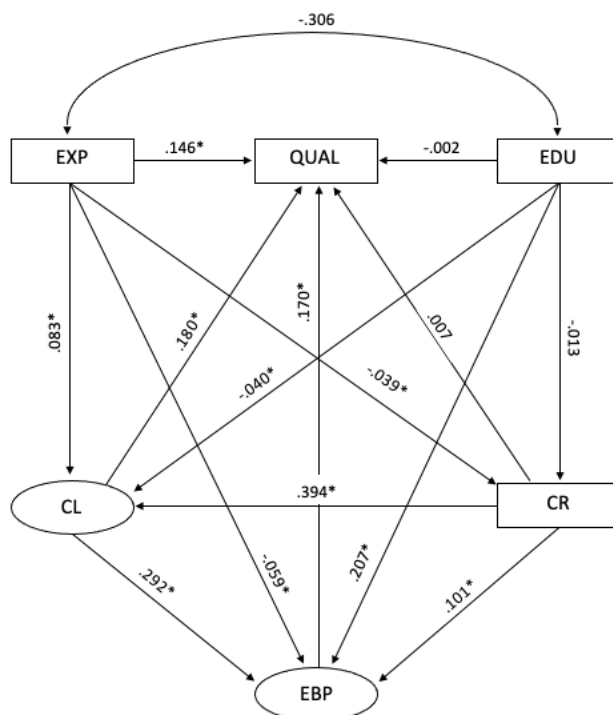 -.306
EXP
.146*
QUAL
-.002
EDU
.083*
.180*
.170*
.007
-.013
-.040*
-.039*
CL
.394*
CR
.292*
-.059*
.207*
.101*
EBP